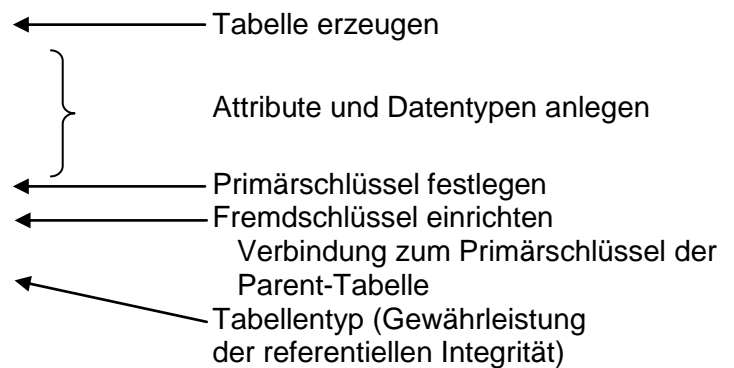 Tabelle erzeugen
Attribute und Datentypen anlegen
Primärschlüssel festlegen
Fremdschlüssel einrichten
Verbindung zum Primärschlüssel der
Parent-Tabelle
Tabellentyp (Gewährleistung
der referentiellen Integrität)